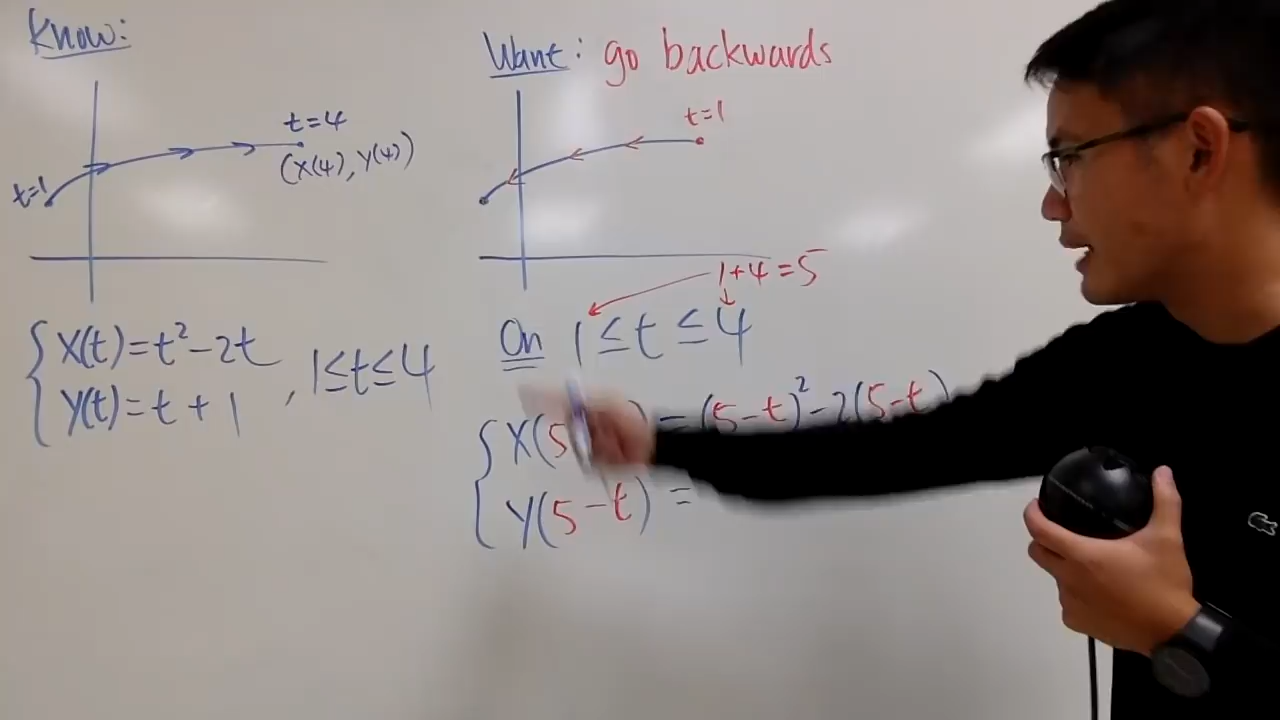 Know:
t=4
(X(4), Y(4))
t=1
X(t)=t²-2t
Y(t)=t+1
, 1≤t≤4
Want: go backwards
t=1
1+4=5
On 1≤t≤4
X(5 ) = (5-t)²-2(5-t)
Y(5-t) =